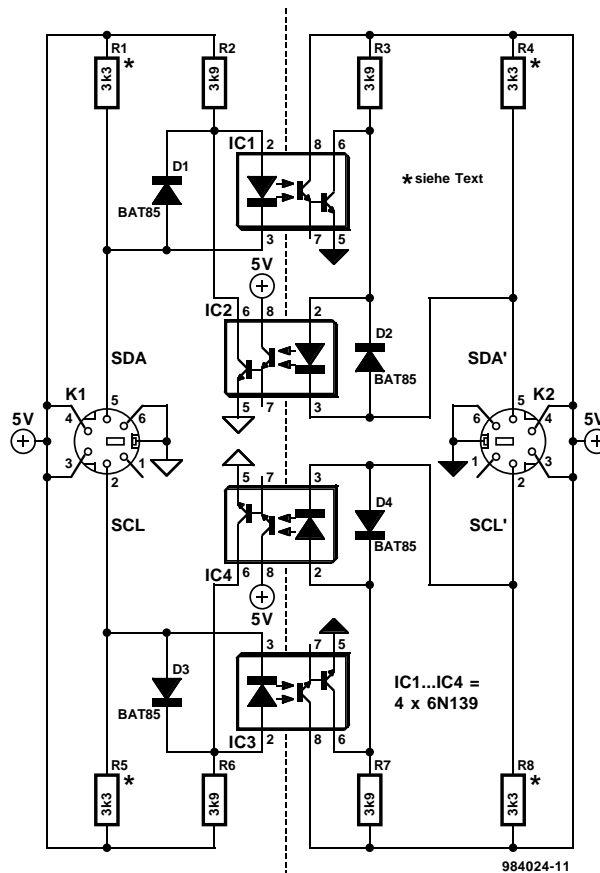 R1
R2
R3
R4
3k3
*
3k9
3k9
3k3
*
IC1
2
8
6
D1
BAT85
* siehe Text
3
7
5
5V
IC2
6
8
2
D2
BAT85
SDA
SDA'
5
7
3
K1
5
4
6
5V
3
1
2
K2
5
6
4
5V
1
3
2
SCL
SCL'
5
7
3
D4
BAT85
IC4
6
8
2
5V
D3
BAT85
3
7
5
IC1...IC4 =
4 x 6N139
IC3
2
8
6
R5
R6
R7
R8
3k3
*
3k9
3k9
3k3
*
984024-11